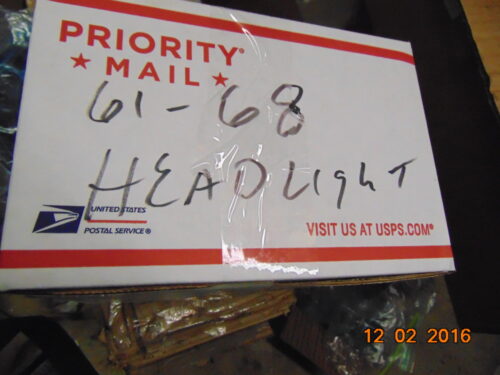 PRIORITY®
★ MAIL ★
61-68
HEADLIGHT
UNITED STATES
POSTAL SERVICE®
VISIT US AT USPS.COM®
12 02 2016